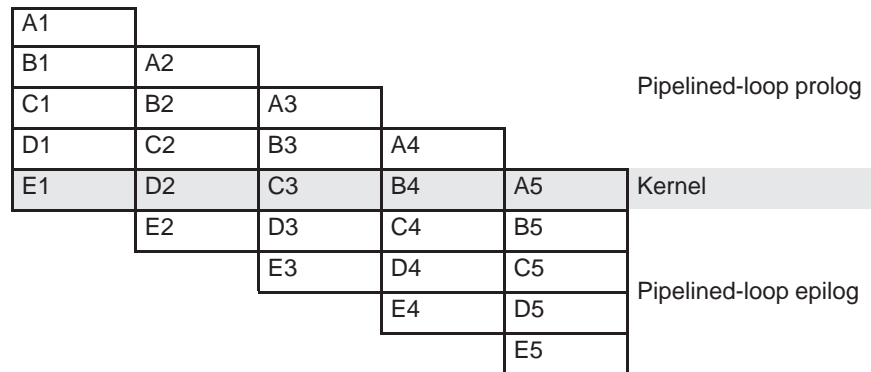 A1
B1 A2
Pipelined-loop prolog
C1 B2 A3
D1 C2 B3 A4
E1 D2 C3 B4 A5 Kernel
E2 D3 C4 B5
E3 D4 C5
Pipelined-loop epilog
E4 D5
E5